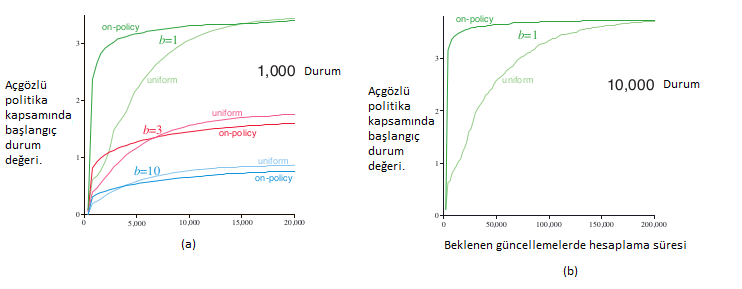 on-policy
b=1
uniform
1,000 Durum
uniform
b=3
on-policy
b=10
uniform
on-policy
Açgözlü
politika
kapsamında
başlangıç
durum
değeri.
3
2
1
0
0
5,000
10,000
15,000
20,000
(a)
on-policy
b=1
uniform
10,000 Durum
Açgözlü
politika
kapsamında
başlangıç
durum
değeri.
3
2
1
0
0
50,000
100,000
150,000
200,000
Beklenen güncellemelerde hesaplama süresi
(b)